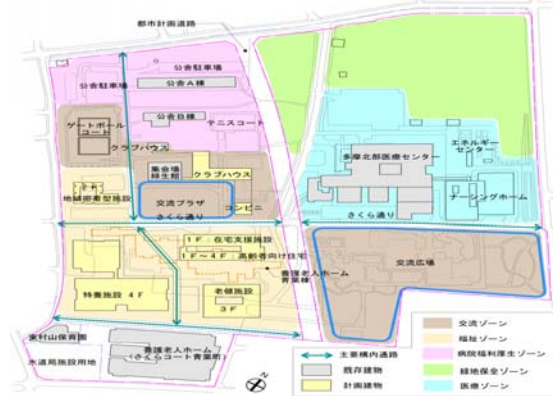 都市計画道路
公舎駐車場
公舎駐車場
公舎A棟
公舎B棟
テニスコート
ゲートボール
コート
クラブハウス
集会場
緑生館
クラブハウス
地域密着型施設
交流プラザ
コンビニ
さくら通り
多摩北部医療センター
エネルギー
センター
ナーシングホーム
さくら通り
1F：在宅支援施設
1F～4F：高齢者向け住宅
養護老人ホーム
青葉棟
交流広場
特養施設 4F
老健施設
3F
東村山保育園
水道局施設用地
養護老人ホーム
（さくらコート青葉町）
主要構内通路
既存建物
計画建物
交流ゾーン
福祉ゾーン
病院福利厚生ゾーン
緑地保全ゾーン
医療ゾーン
N